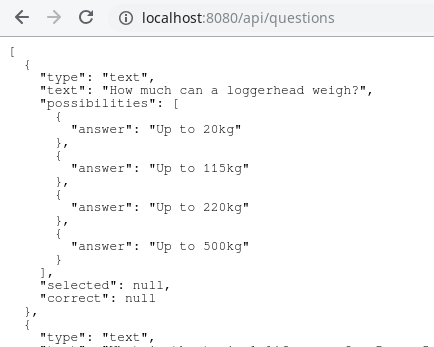 localhost:8080/api/questions
[
  {
    "type": "text",
    "text": "How much can a loggerhead weigh?",
    "possibilities": [
      {
        "answer": "Up to 20kg"
      },
      {
        "answer": "Up to 115kg"
      },
      {
        "answer": "Up to 220kg"
      },
      {
        "answer": "Up to 500kg"
      }
    ],
    "selected": null,
    "correct": null
  },
  {
    "type": "text",